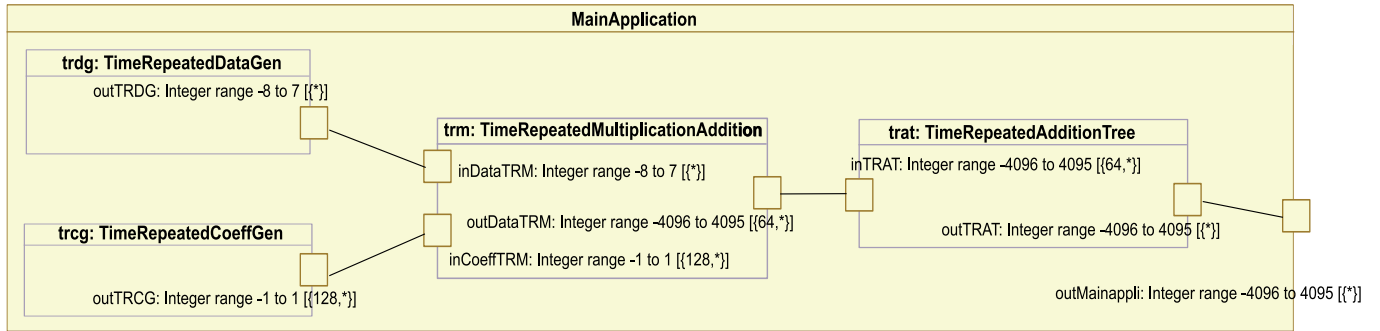 MainApplication
trdg: TimeRepeatedDataGen
outTRDG: Integer range -8 to 7 [{*}]
trm: TimeRepeatedMultiplicationAddition
inDataTRM: Integer range -8 to 7 [{*}]
outDataTRM: Integer range -4096 to 4095 [{64,*}]
inCoeffTRM: Integer range -1 to 1 [{128,*}]
trcg: TimeRepeatedCoeffGen
outTRCG: Integer range -1 to 1 [{128,*}]
trat: TimeRepeatedAdditionTree
inTRAT: Integer range -4096 to 4095 [{64,*}]
outTRAT: Integer range -4096 to 4095 [{*}]
outMainappli: Integer range -4096 to 4095 [{*}]